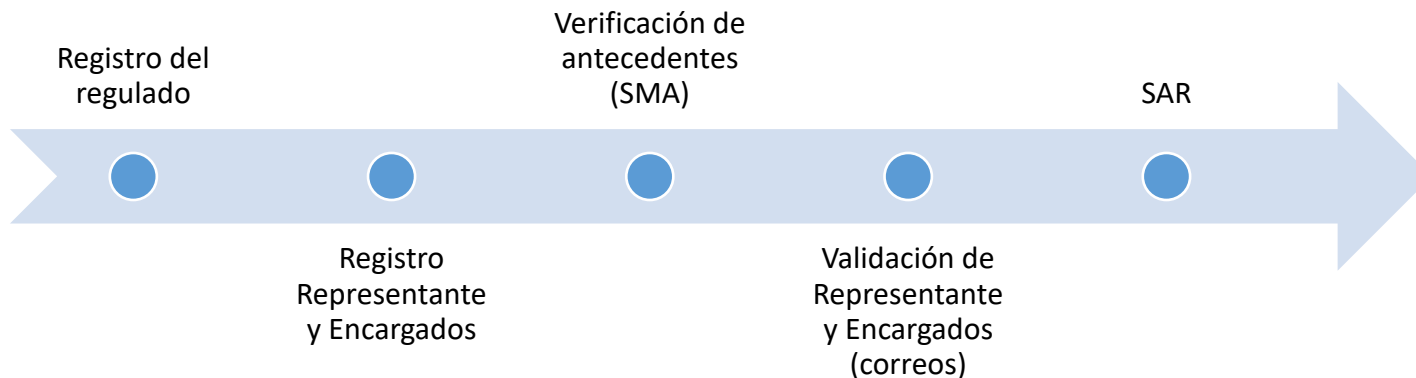 Registro del
regulado
Registro
Representante
y Encargados
Verificación de
antecedentes
(SMA)
Validación de
Representante
y Encargados
(correos)
SAR